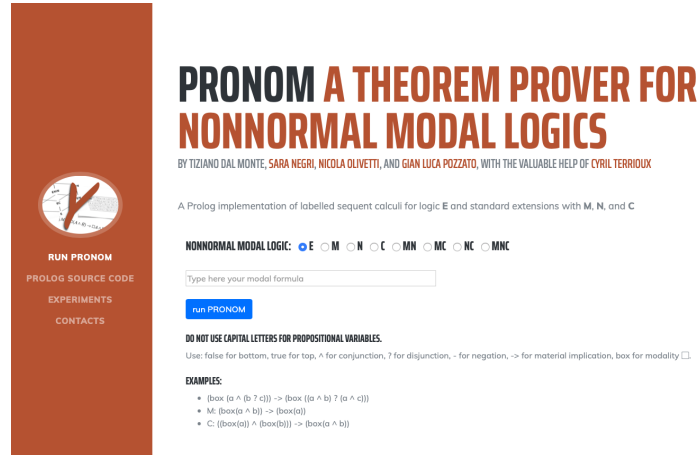 PRONOM A THEOREM PROVER FOR
NONNORMAL MODAL LOGICS
BY TIZIANO DAL MONTE, SARA NEGRI, NICOLA OLIVETTI, AND GIAN LUCA POZZATO, WITH THE VALUABLE HELP OF CYRIL TERRIOUX
A Prolog implementation of labelled sequent calculi for logic E and standard extensions with M, N, and C
RUN PRONOM
PROLOG SOURCE CODE
EXPERIMENTS
CONTACTS
NONNORMAL MODAL LOGIC: E M N C MN MC NC MNC
Type here your modal formula
run PRONOM
DO NOT USE CAPITAL LETTERS FOR PROPOSITIONAL VARIABLES.
Use: false for bottom, true for top, ^ for conjunction, ? for disjunction, - for negation, -> for material implication, box for modality □.
EXAMPLES:
(box (a ^ (b ? c))) -> (box ((a ^ b) ? (a ^ c)))
M: (box(a ^ b)) -> (box(a))
C: ((box(a)) ^ (box(b))) -> (box(a ^ b))